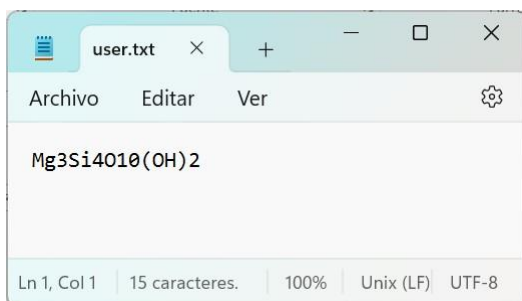 user.txt
Archivo Editar Ver
Mg3Si4O10(OH)2
Ln 1, Col 1 15 caracteres. 100% Unix (LF) UTF-8